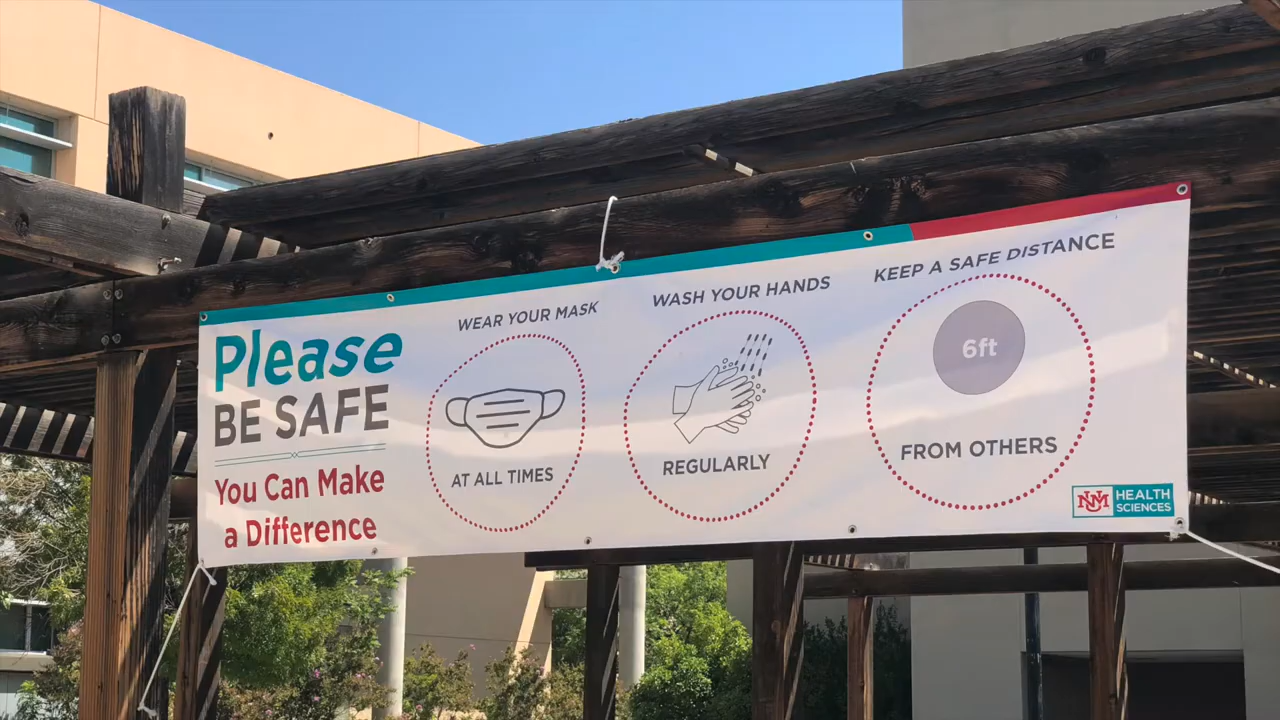 Please
BE SAFE
You Can Make
a Difference
WEAR YOUR MASK
AT ALL TIMES
WASH YOUR HANDS
REGULARLY
KEEP A SAFE DISTANCE
6ft
FROM OTHERS
UNM
HEALTH
SCIENCES